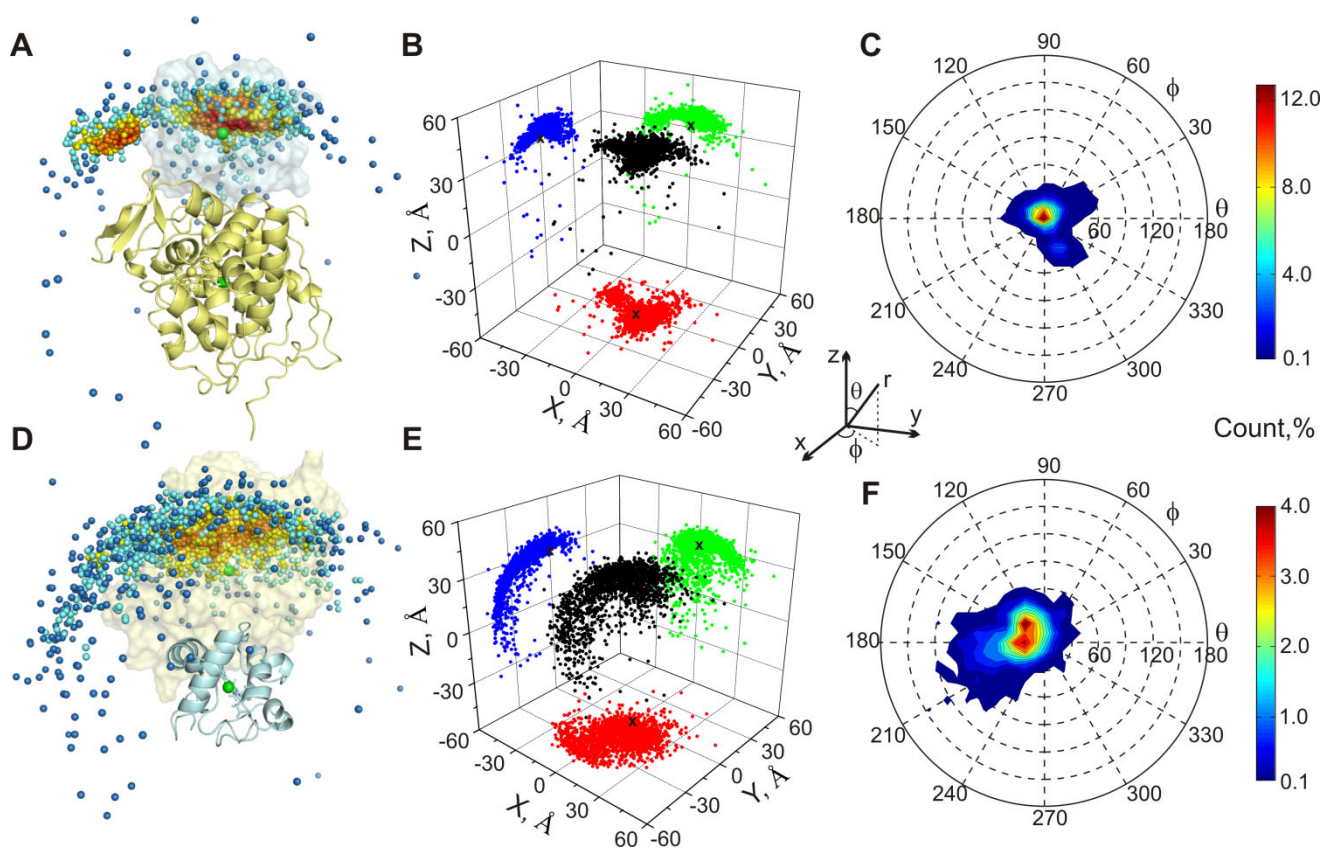 A
B
C
60
30
0
-30
Z, Å
-60
-30
0
30
60
X, Å
-60
-30
0
30
60
Y, Å
90
60
30
ϕ
θ
60 120 180
330
300
270
240
210
180
150
120
12.0
8.0
4.0
0.1
z
r
θ
x
ϕ
y
Count,%
D
E
F
60
30
0
-30
Z, Å
-60
-30
0
30
60
X, Å
-60
-30
0
30
60
Y, Å
90
60
30
ϕ
θ
60 120 180
330
300
270
240
210
180
150
120
4.0
3.0
2.0
1.0
0.1
x
x
x
x
x
x